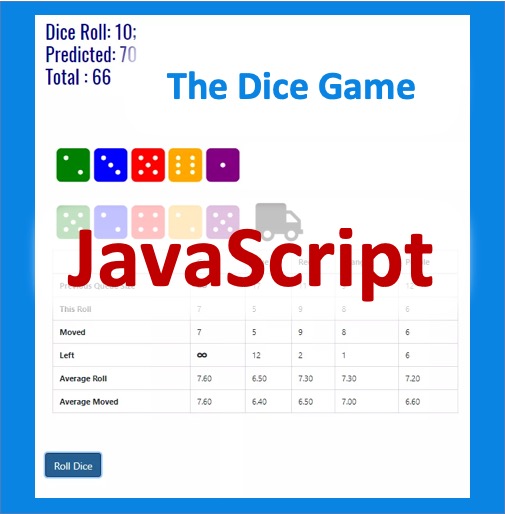 Dice Roll: 10;
Predicted: 70
Total : 66
The Dice Game
JavaScript
This Roll 7 5 9 8 6
Moved 7 5 9 8 6
Left ∞ 12 2 1 6
Average Roll 7.60 6.50 7.30 7.30 7.20
Average Moved 7.60 6.40 6.50 7.00 6.60
Roll Dice